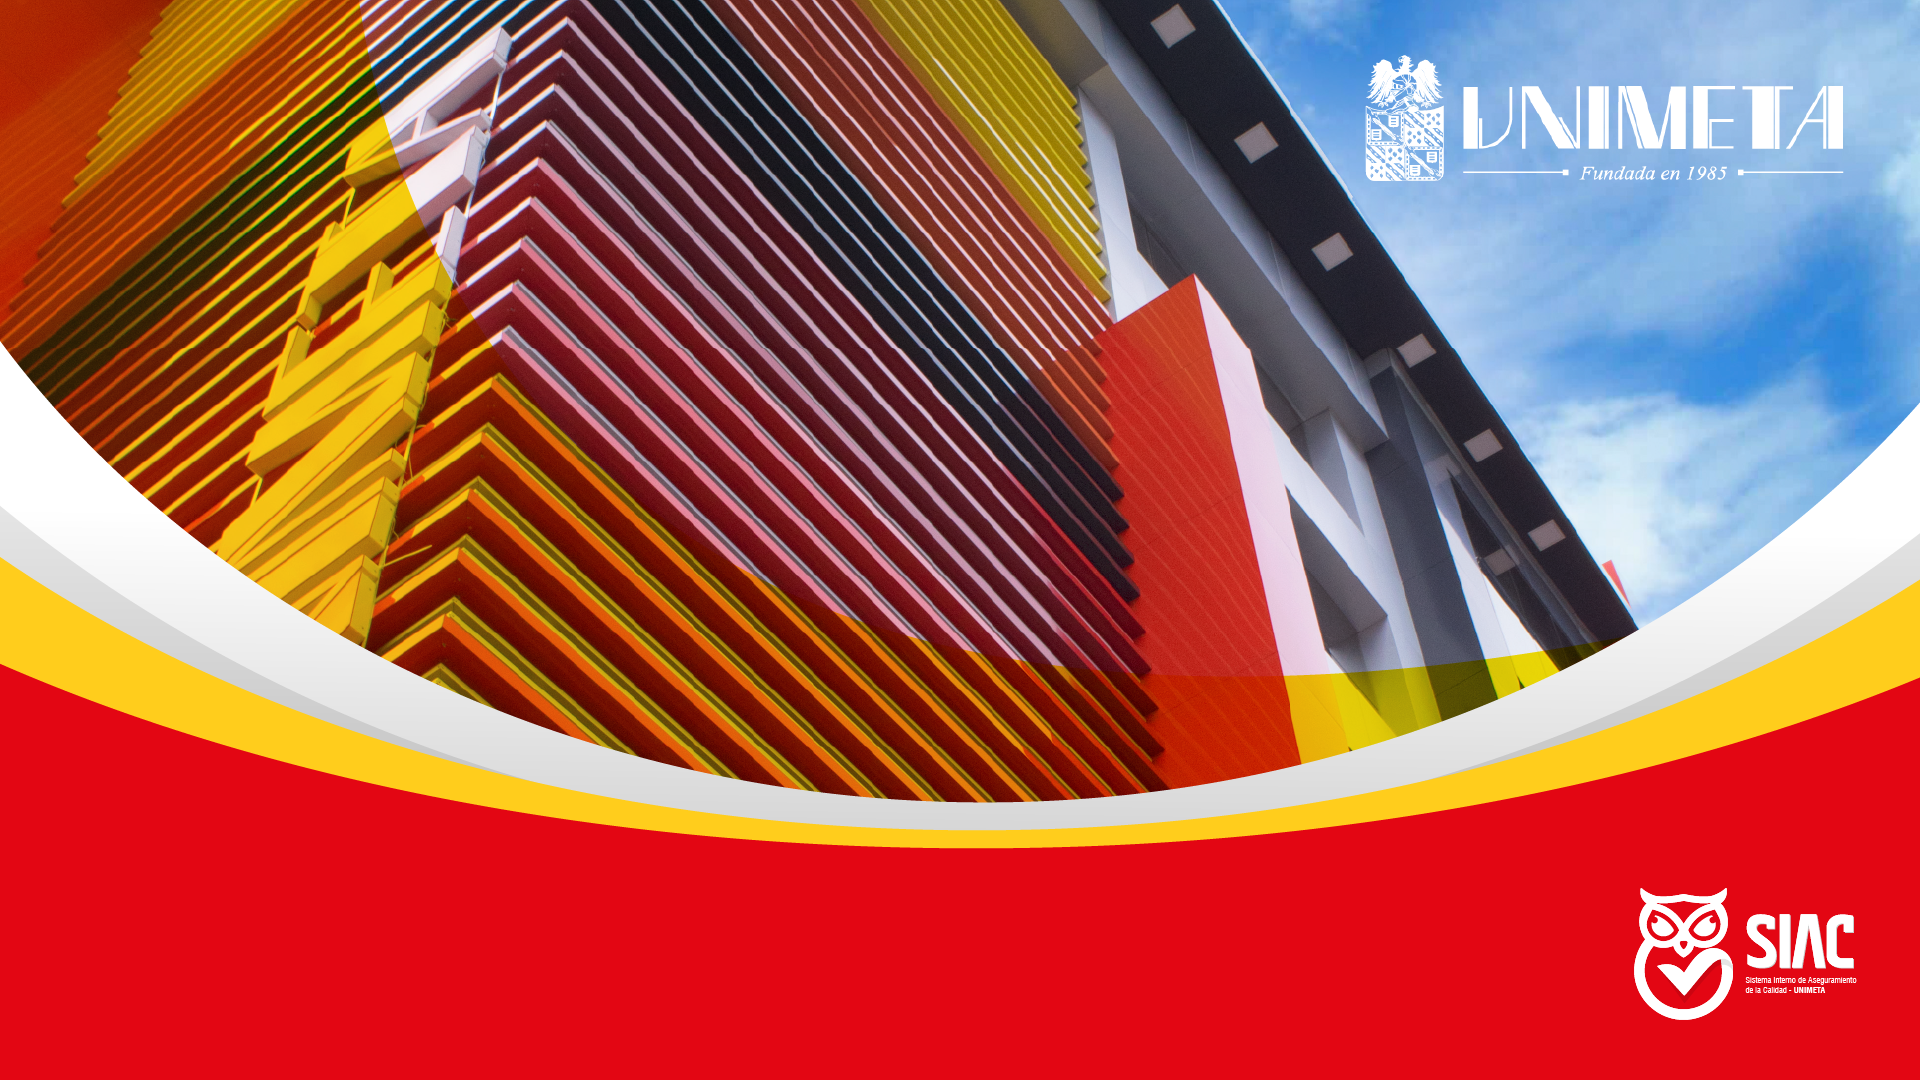 UNIMETA
Fundada en 1985
SIAC
Sistema Interno de Aseguramiento
de la Calidad - UNIMETA